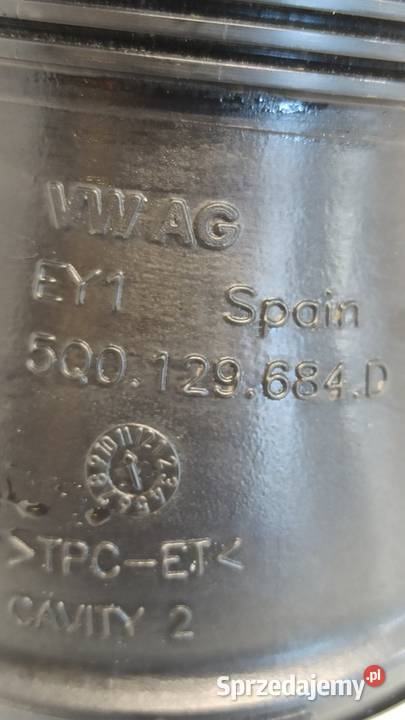 VW AG
EY1 Spain
5Q0.129.684.D
>TPC-ET<
CAVITY 2
Sprzedajemy.pl